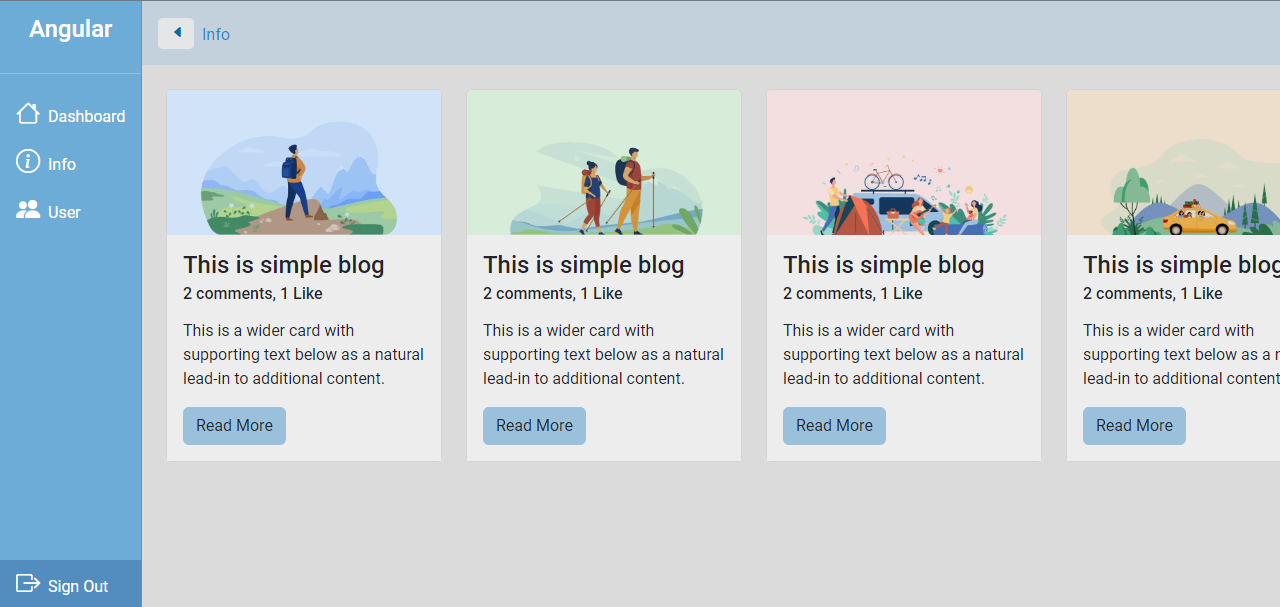 Angular
Info
Dashboard
Info
User
Sign Out
This is simple blog
2 comments, 1 Like
This is a wider card with
supporting text below as a natural
lead-in to additional content.
Read More
This is simple blog
2 comments, 1 Like
This is a wider card with
supporting text below as a natural
lead-in to additional content.
Read More
This is simple blog
2 comments, 1 Like
This is a wider card with
supporting text below as a natural
lead-in to additional content.
Read More
This is simple blog
2 comments, 1 Like
This is a wider card with
supporting text below as a
lead-in to additional content
Read More